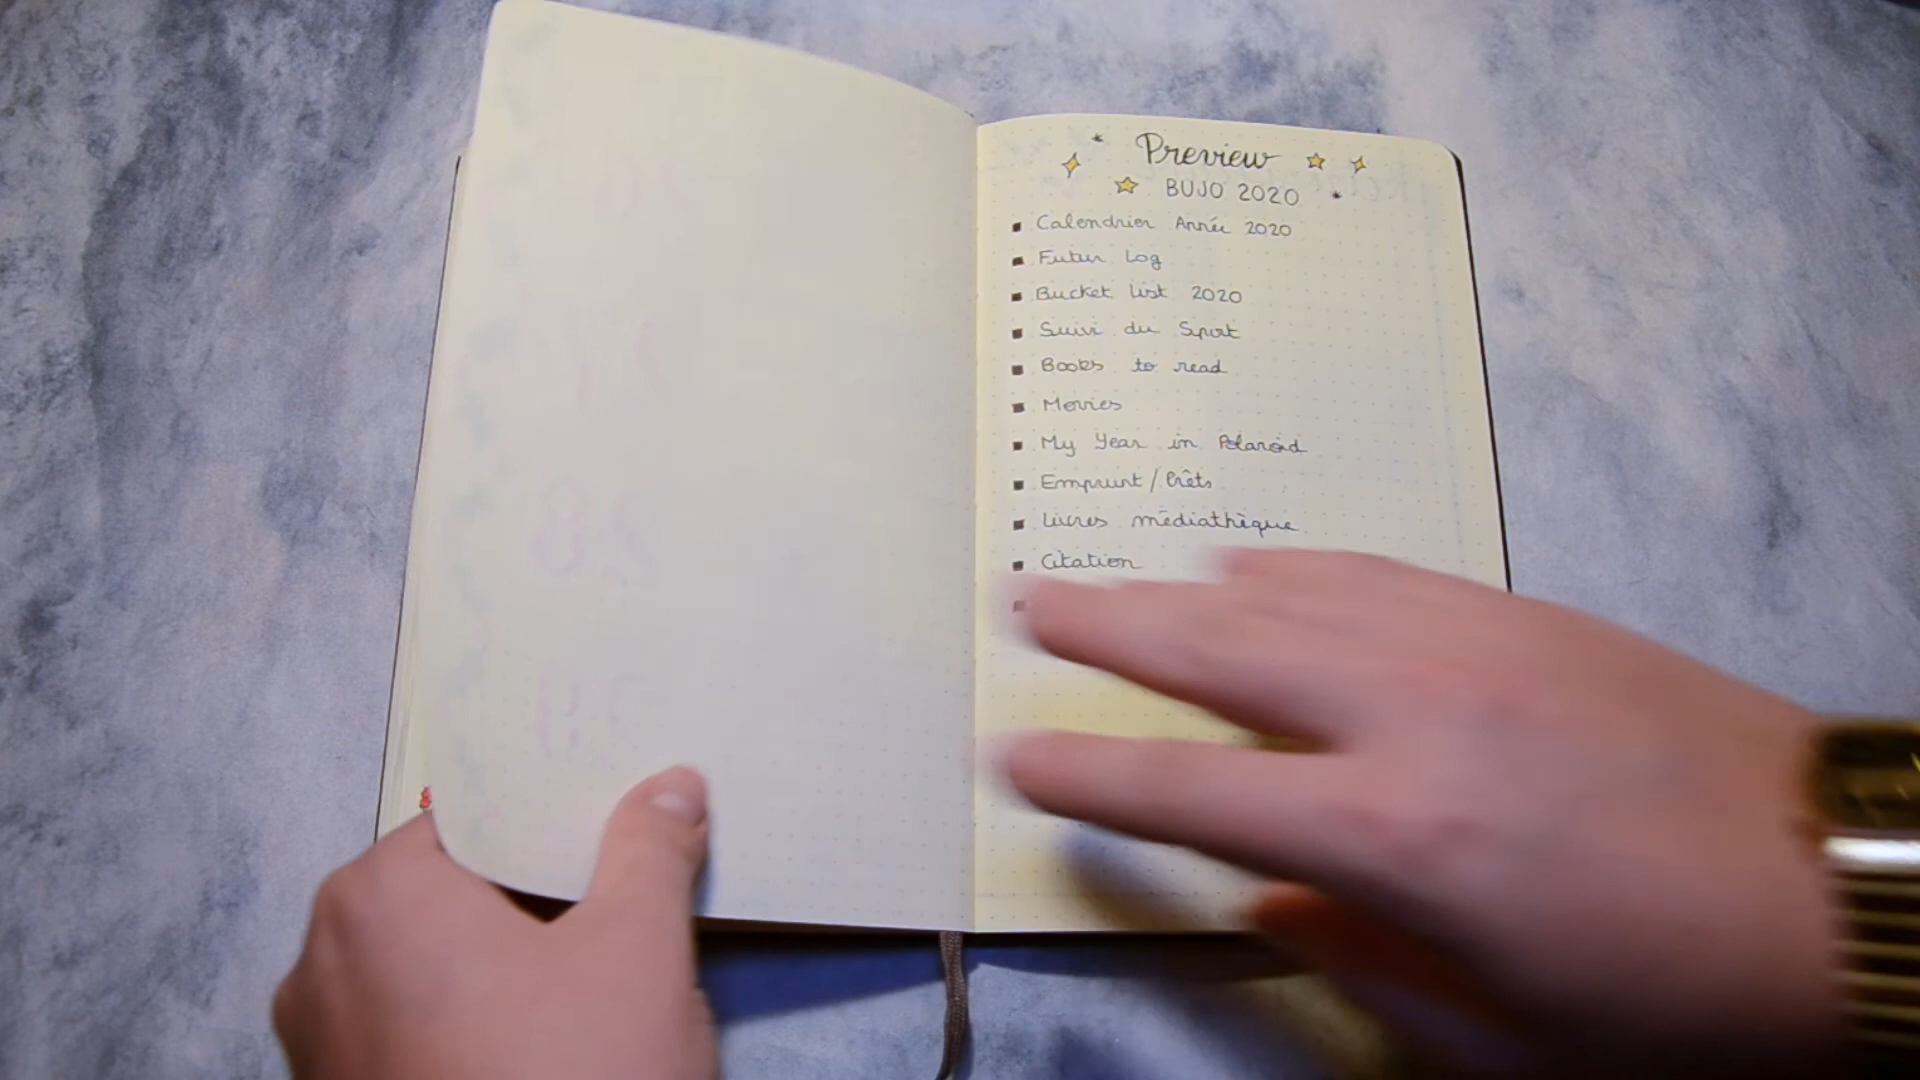 Preview
BUJO 2020
Calendrier Année 2020
Futur Log
Bucket List 2020
Suivi du Sport
Books to read
Movies
My Year in Polaroid
Emprunt / Prêts
Livres médiathèque
Citation